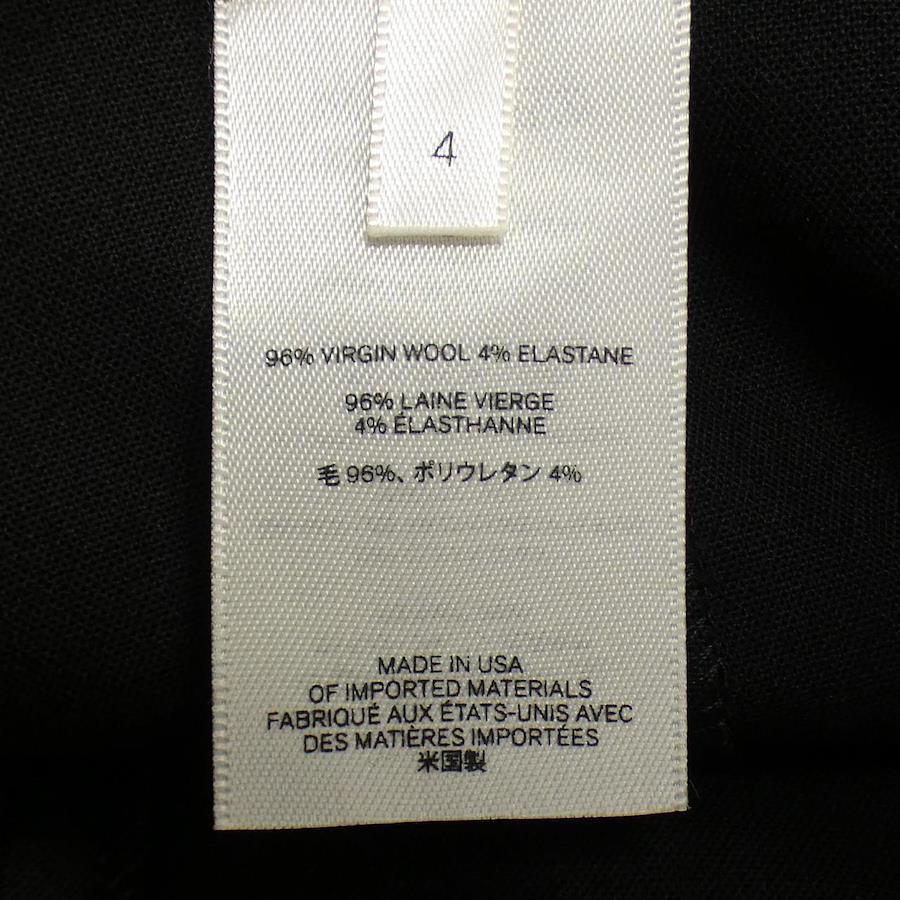 4
96% VIRGIN WOOL 4% ELASTANE
96% LAINE VIERGE
4% ÉLASTHANNE
毛 96%、ポリウレタン 4%
MADE IN USA
OF IMPORTED MATERIALS
FABRIQUÉ AUX ÉTATS-UNIS AVEC
DES MATIÈRES IMPORTÉES
米国製